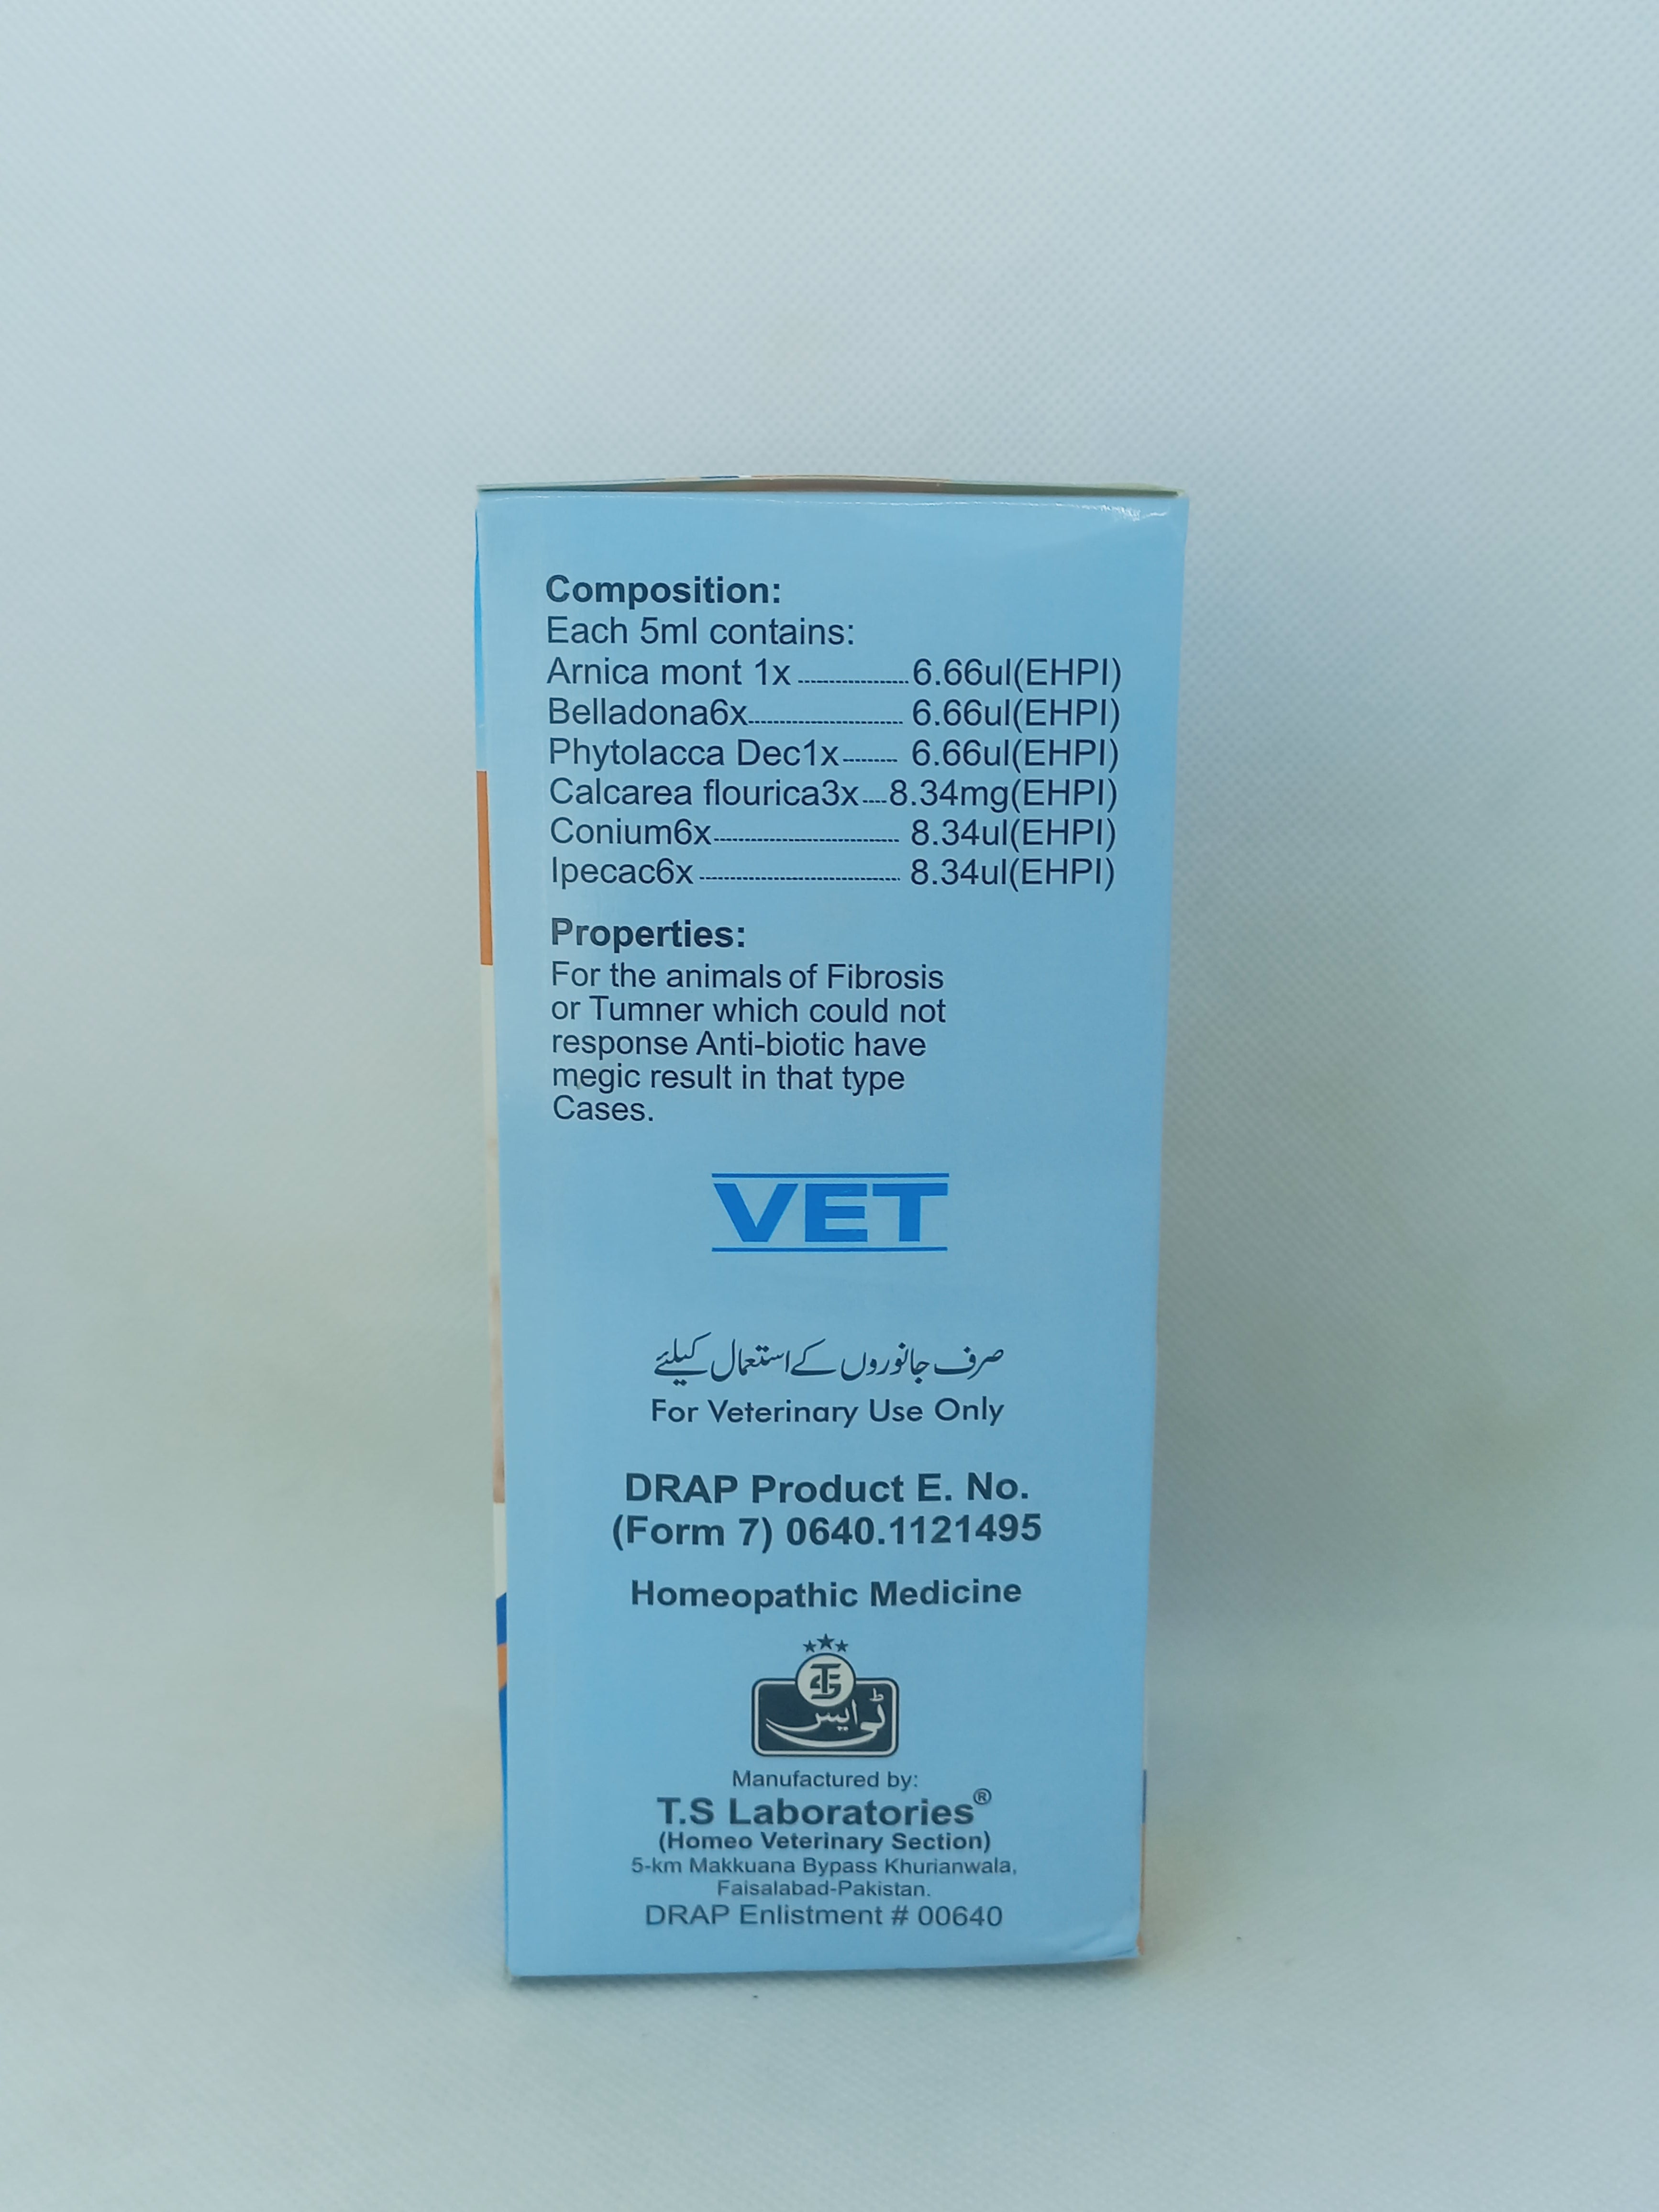 Composition:
Each 5ml contains:
Arnica mont 1x ................... 6.66ul(EHPI)
Belladona6x.......................... 6.66ul(EHPI)
Phytolacca Dec1x......... 6.66ul(EHPI)
Calcarea flourica3x....8.34mg(EHPI)
Conium6x................................ 8.34ul(EHPI)
Ipecac6x .................................. 8.34ul(EHPI)
Properties:
For the animals of Fibrosis
or Tumner which could not
response Anti-biotic have
megic result in that type
Cases.
VET
صرف جانوروں کے استعمال کیلئے
For Veterinary Use Only
DRAP Product E. No.
(Form 7) 0640.1121495
Homeopathic Medicine
TS
ٹی ایس
Manufactured by:
T.S Laboratories®
(Homeo Veterinary Section)
5-km Makkuana Bypass Khurianwala,
Faisalabad-Pakistan.
DRAP Enlistment # 00640